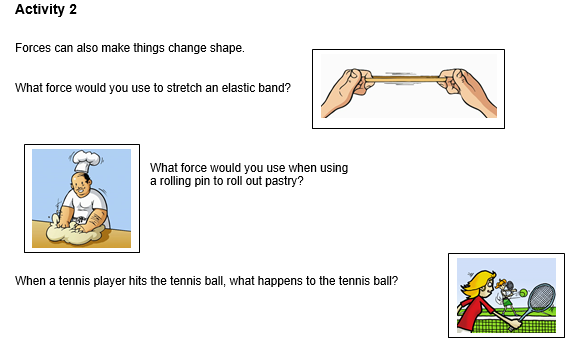 Activity 2
Forces can also make things change shape.
What force would you use to stretch an elastic band?
What force would you use when using
a rolling pin to roll out pastry?
When a tennis player hits the tennis ball, what happens to the tennis ball?